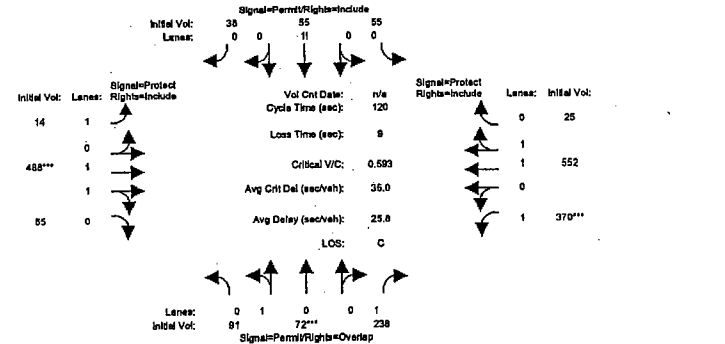 Signal=Permit/Rights=Include
Initial Vol: 38 55 55
Lanes: 0 0 1! 0 0
Signal=Protect
Initial Vol: Lanes: Rights=Include
Vol Cnt Date: n/a
Cycle Time (sec): 120
Signal=Protect
Rights=Include Lanes: Initial Vol:
14 1
0 25
Loss Time (sec): 9
0
1
488*** 1
Critical V/C: 0.593
1 552
1
Avg Crit Del (sec/veh): 36.0
0
65 0
Avg Delay (sec/veh): 25.8
1 370***
LOS: C
Lanes: 0 1 0 0 1
Initial Vol: 91 72*** 238
Signal=Permit/Rights=Overlap